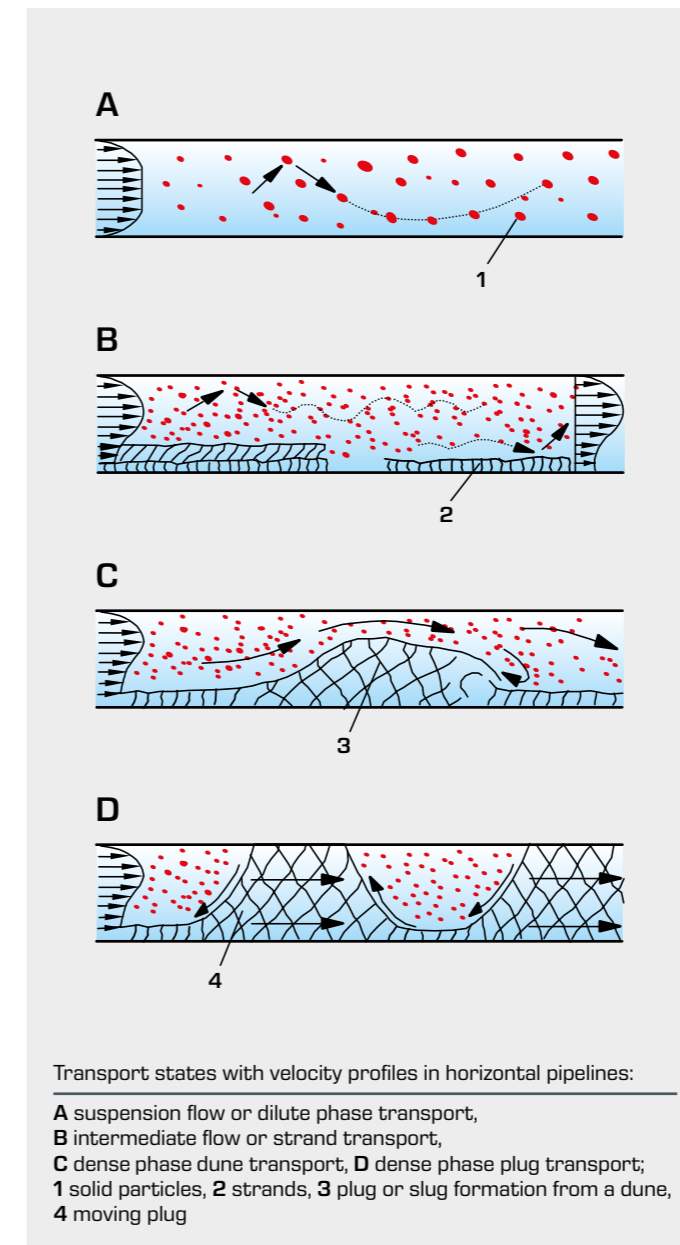 A
1
B
2
C
3
D
4
Transport states with velocity profiles in horizontal pipelines:
A suspension flow or dilute phase transport,
B intermediate flow or strand transport,
C dense phase dune transport, D dense phase plug transport;
1 solid particles, 2 strands, 3 plug or slug formation from a dune,
4 moving plug